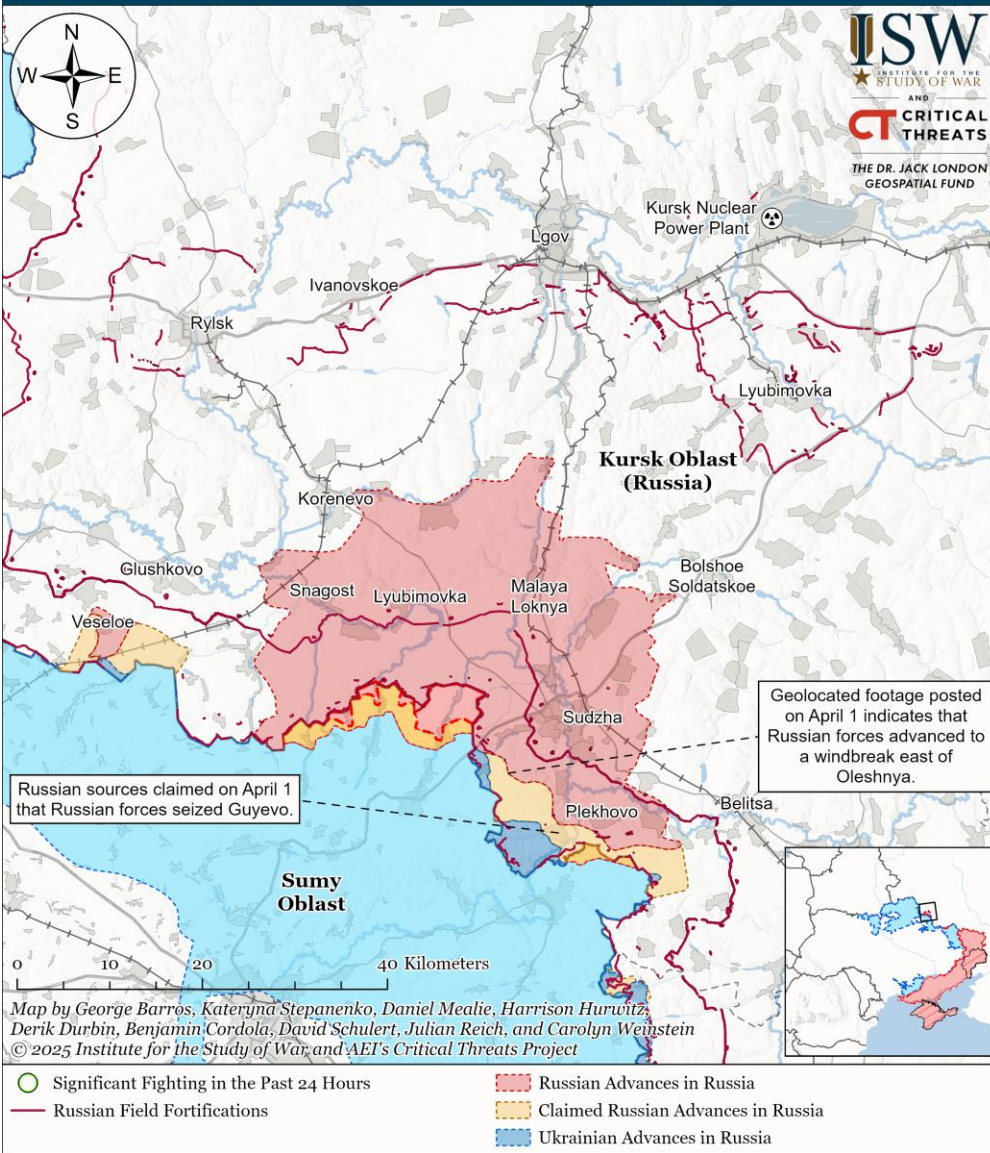 N
W
E
S
ISW
INSTITUTE FOR THE
STUDY OF WAR
AND
CT CRITICAL
THREATS
THE DR. JACK LONDON
GEOSPATIAL FUND
Kursk Nuclear
Power Plant
Lgov
Ivanovskoe
Rylsk
Lyubimovka
Kursk Oblast
(Russia)
Korenevo
Glushkovo
Snagost
Lyubimovka
Malaya
Loknya
Bolshoe
Soldatskoe
Veseloe
Sudzha
Geolocated footage posted
on April 1 indicates that
Russian forces advanced to
a windbreak east of
Oleshnya.
Russian sources claimed on April 1
that Russian forces seized Guyevo.
Plekhovo
Belitsa
Sumy
Oblast
0 10 20 40 Kilometers
Map by George Barros, Kateryna Stepanenko, Daniel Mealie, Harrison Hurwitz,
Derik Durbin, Benjamin Cordola, David Schulert, Julian Reich, and Carolyn Weinstein
© 2025 Institute for the Study of War and AEI's Critical Threats Project
Significant Fighting in the Past 24 Hours
Russian Field Fortifications
Russian Advances in Russia
Claimed Russian Advances in Russia
Ukrainian Advances in Russia